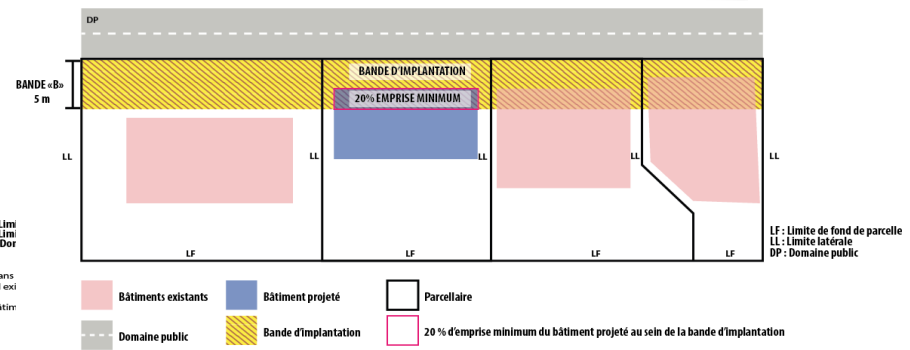 DP
BANDE «B»
5 m
BANDE D'IMPLANTATION
20% EMPRISE MINIMUM
LL
LL
LL
LL
LL
LF
LF
LF
LF
LF : Limite de fond de parcelle
LL : Limite latérale
DP : Domaine public
Bâtiments existants
Bâtiment projeté
Parcellaire
Domaine public
Bande d'implantation
20 % d'emprise minimum du bâtiment projeté au sein de la bande d'implantation